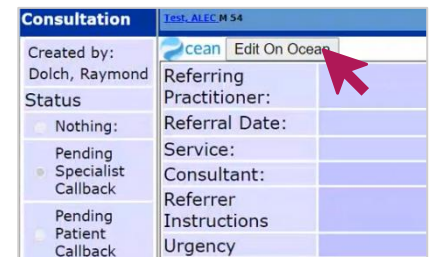 Consultation
Test, ALEC M 54
Created by:
Dolch, Raymond
Status
Nothing:
Pending
Specialist
Callback
Pending
Patient
Callback
cean Edit On Ocean
Referring
Practitioner:
Referral Date:
Service:
Consultant:
Referrer
Instructions
Urgency